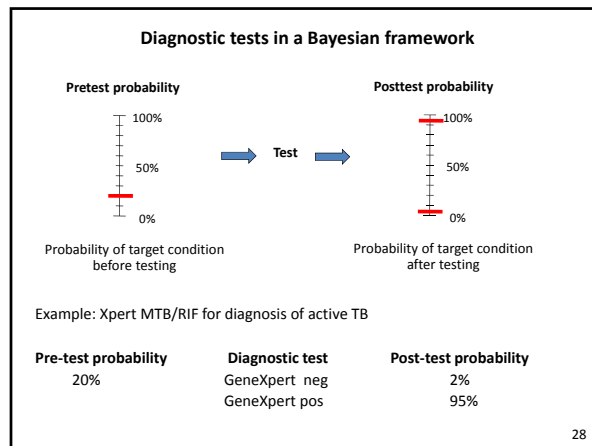 Diagnostic tests in a Bayesian framework
Pretest probability
100%
50%
0%
Probability of target condition
before testing
Test
Posttest probability
100%
50%
0%
Probability of target condition
after testing
Example: Xpert MTB/RIF for diagnosis of active TB
Pre-test probability Diagnostic test Post-test probability
20% GeneXpert neg 2%
GeneXpert pos 95%
28